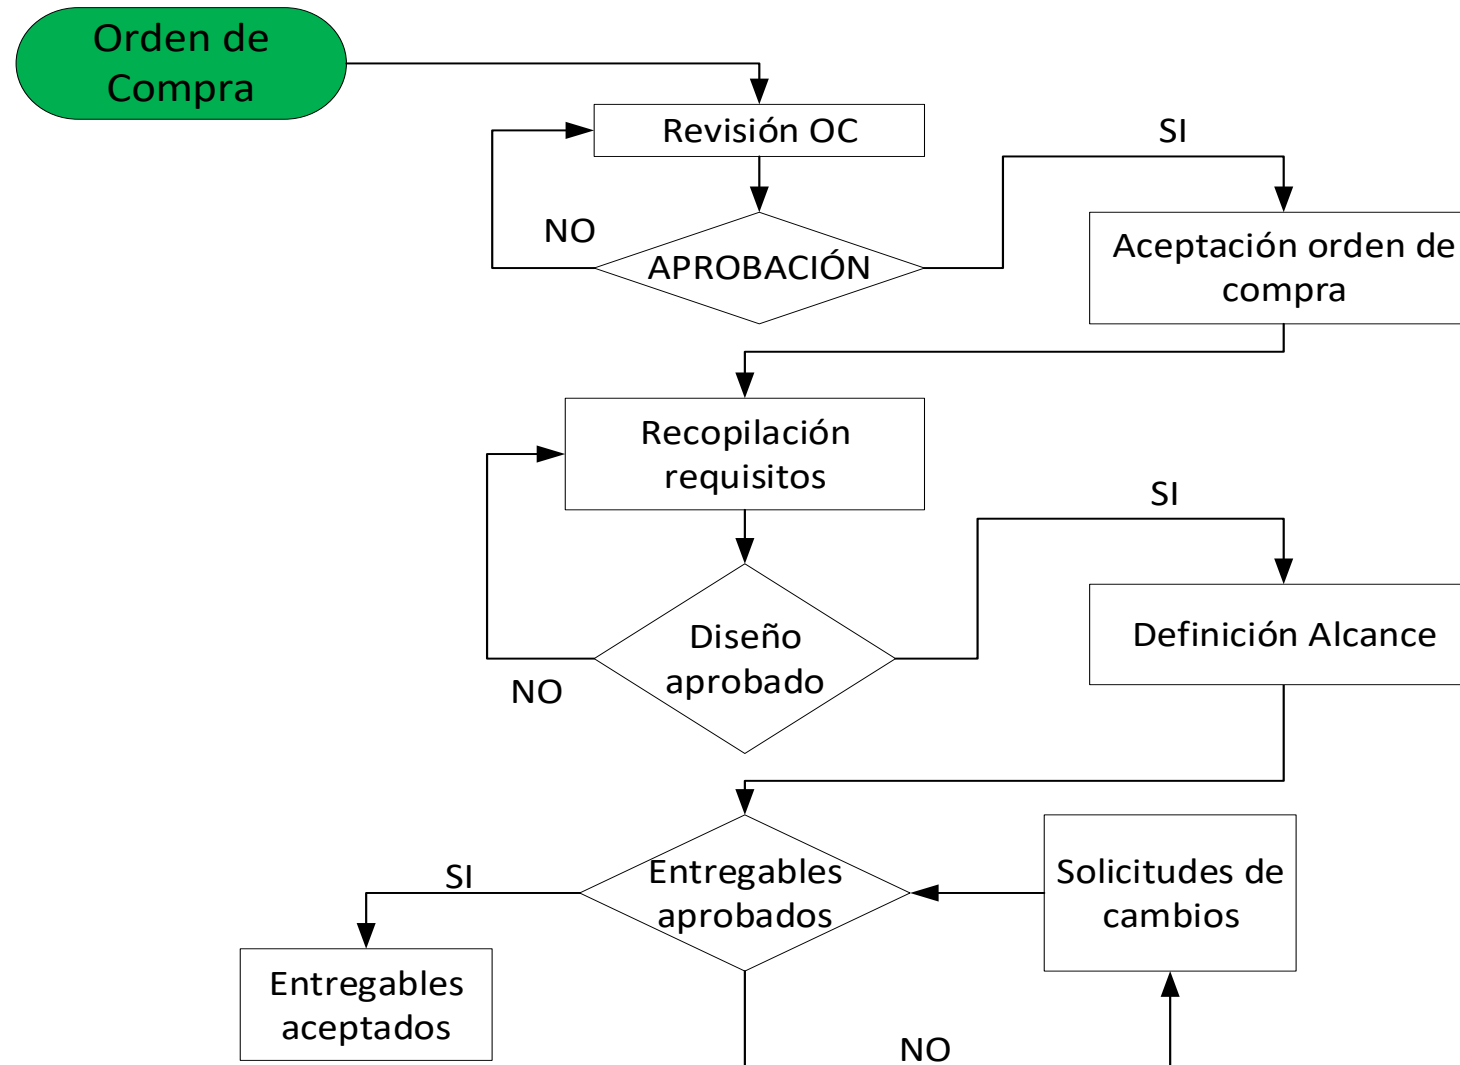 Orden de
Compra
Revisión OC
SI
NO
APROBACIÓN
Aceptación orden de
compra
Recopilación
requisitos
SI
Diseño
aprobado
NO
Definición Alcance
SI
Entregables
aprobados
Solicitudes de
cambios
Entregables
aceptados
NO